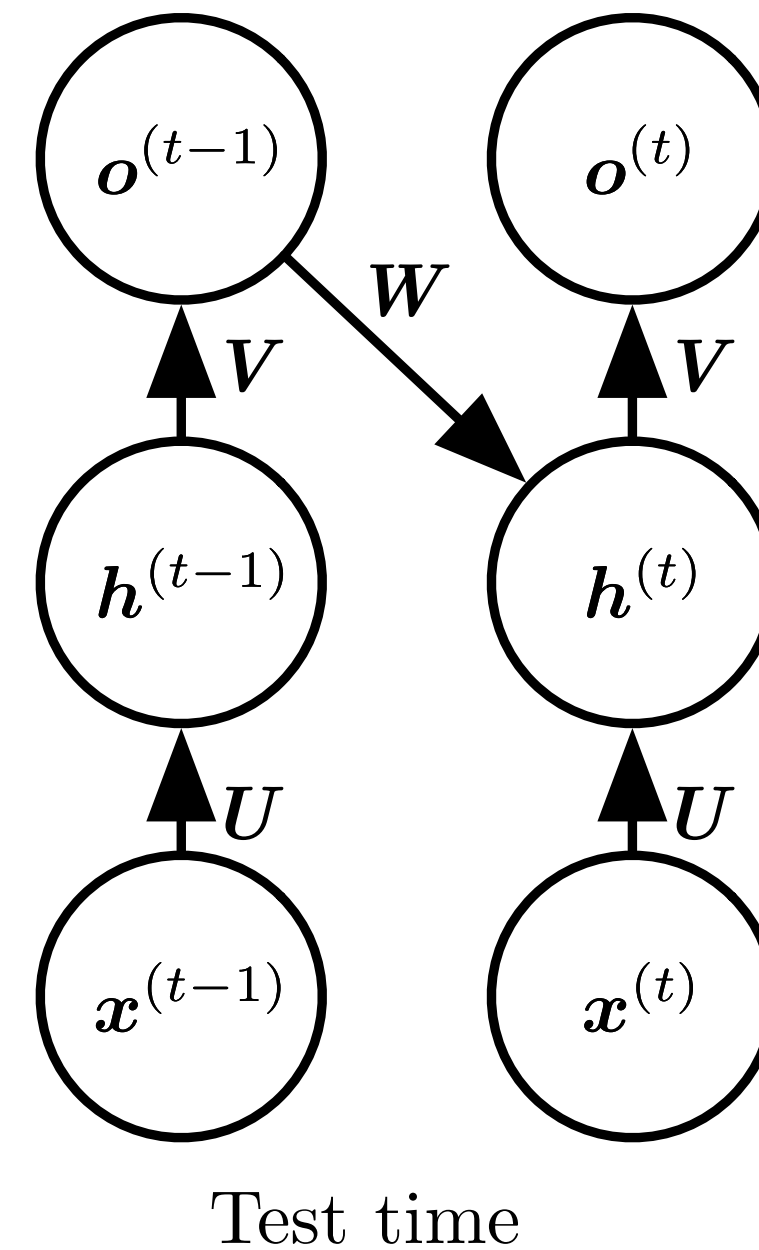 o^(t−1) o^(t)
W
V V
h^(t−1) h^(t)
U U
x^(t−1) x^(t)
Test time